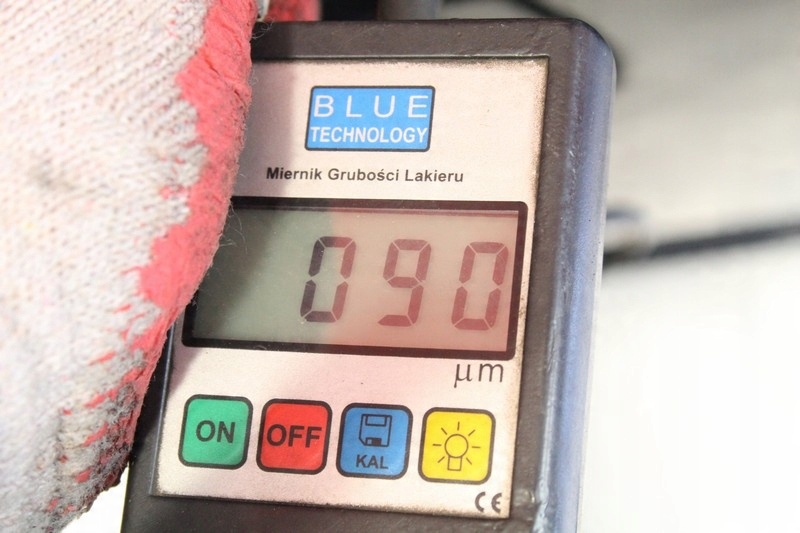 BLUE
TECHNOLOGY
Miernik Grubości Lakieru
090
µm
ON
OFF
KAL
CE